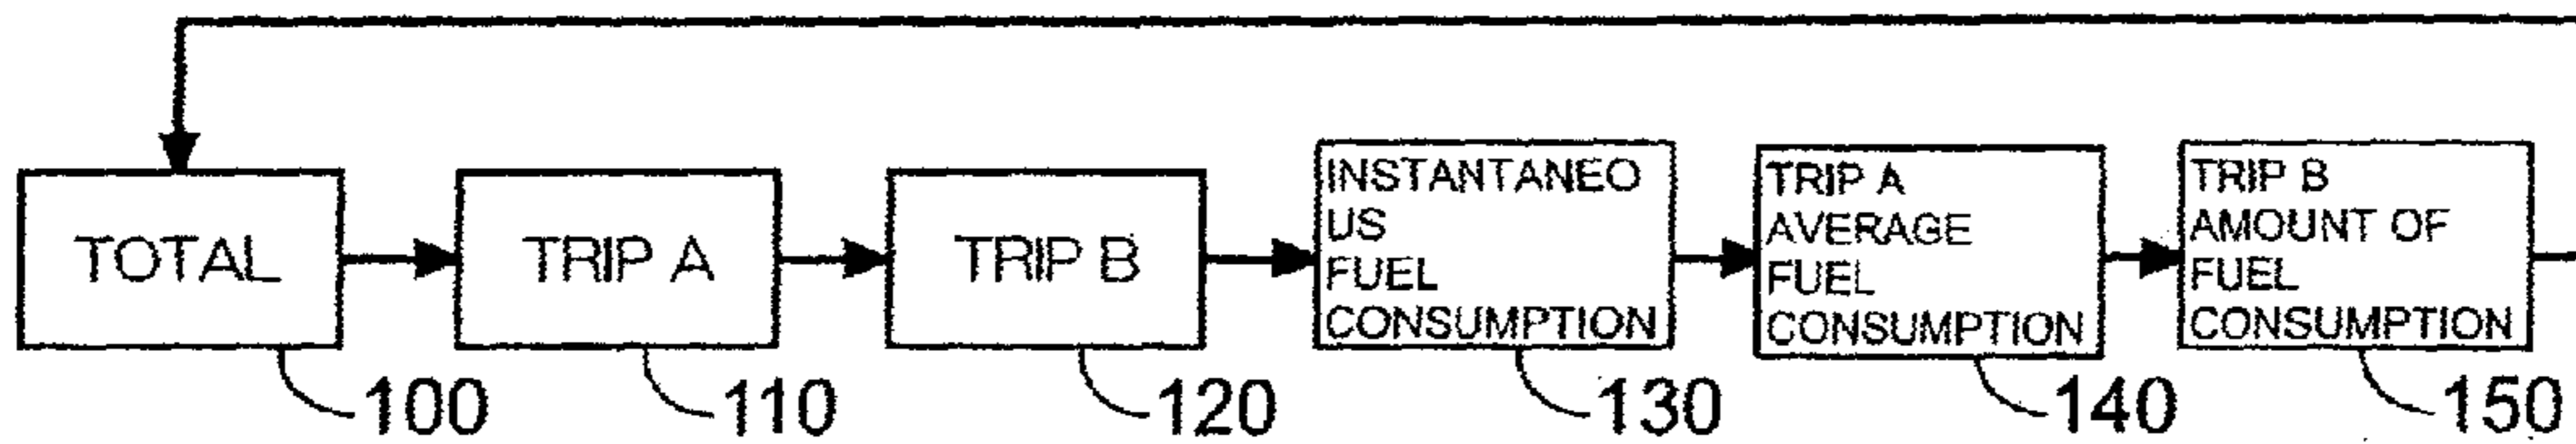 TOTAL
TRIP A
TRIP B
INSTANTANEO
US
FUEL
CONSUMPTION
TRIP A
AVERAGE
FUEL
CONSUMPTION
TRIP B
AMOUNT OF
FUEL
CONSUMPTION
100
110
120
130
140
150